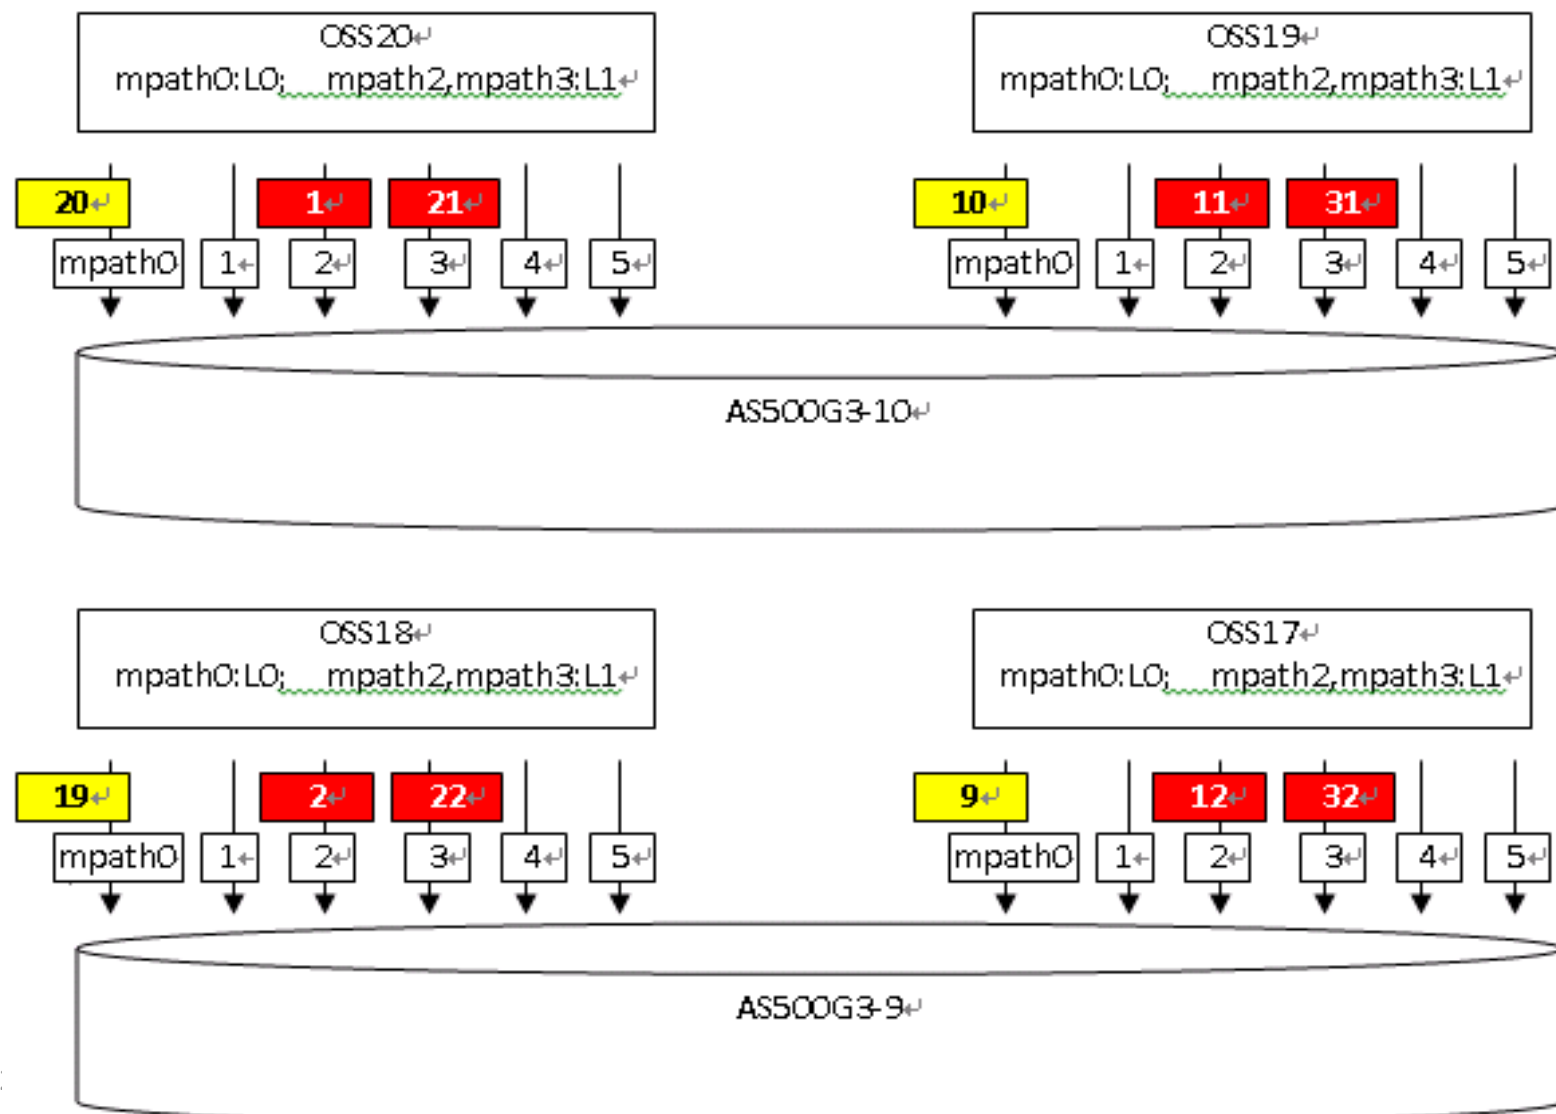 OSS20
mpath0:L0;   mpath2,mpath3:L1
OSS19
mpath0:L0;   mpath2,mpath3:L1
20 1 21
10 11 31
mpath0 1 2 3 4 5
mpath0 1 2 3 4 5
AS500G3-10
OSS18
mpath0:L0;   mpath2,mpath3:L1
OSS17
mpath0:L0;   mpath2,mpath3:L1
19 2 22
9 12 32
mpath0 1 2 3 4 5
mpath0 1 2 3 4 5
AS500G3-9